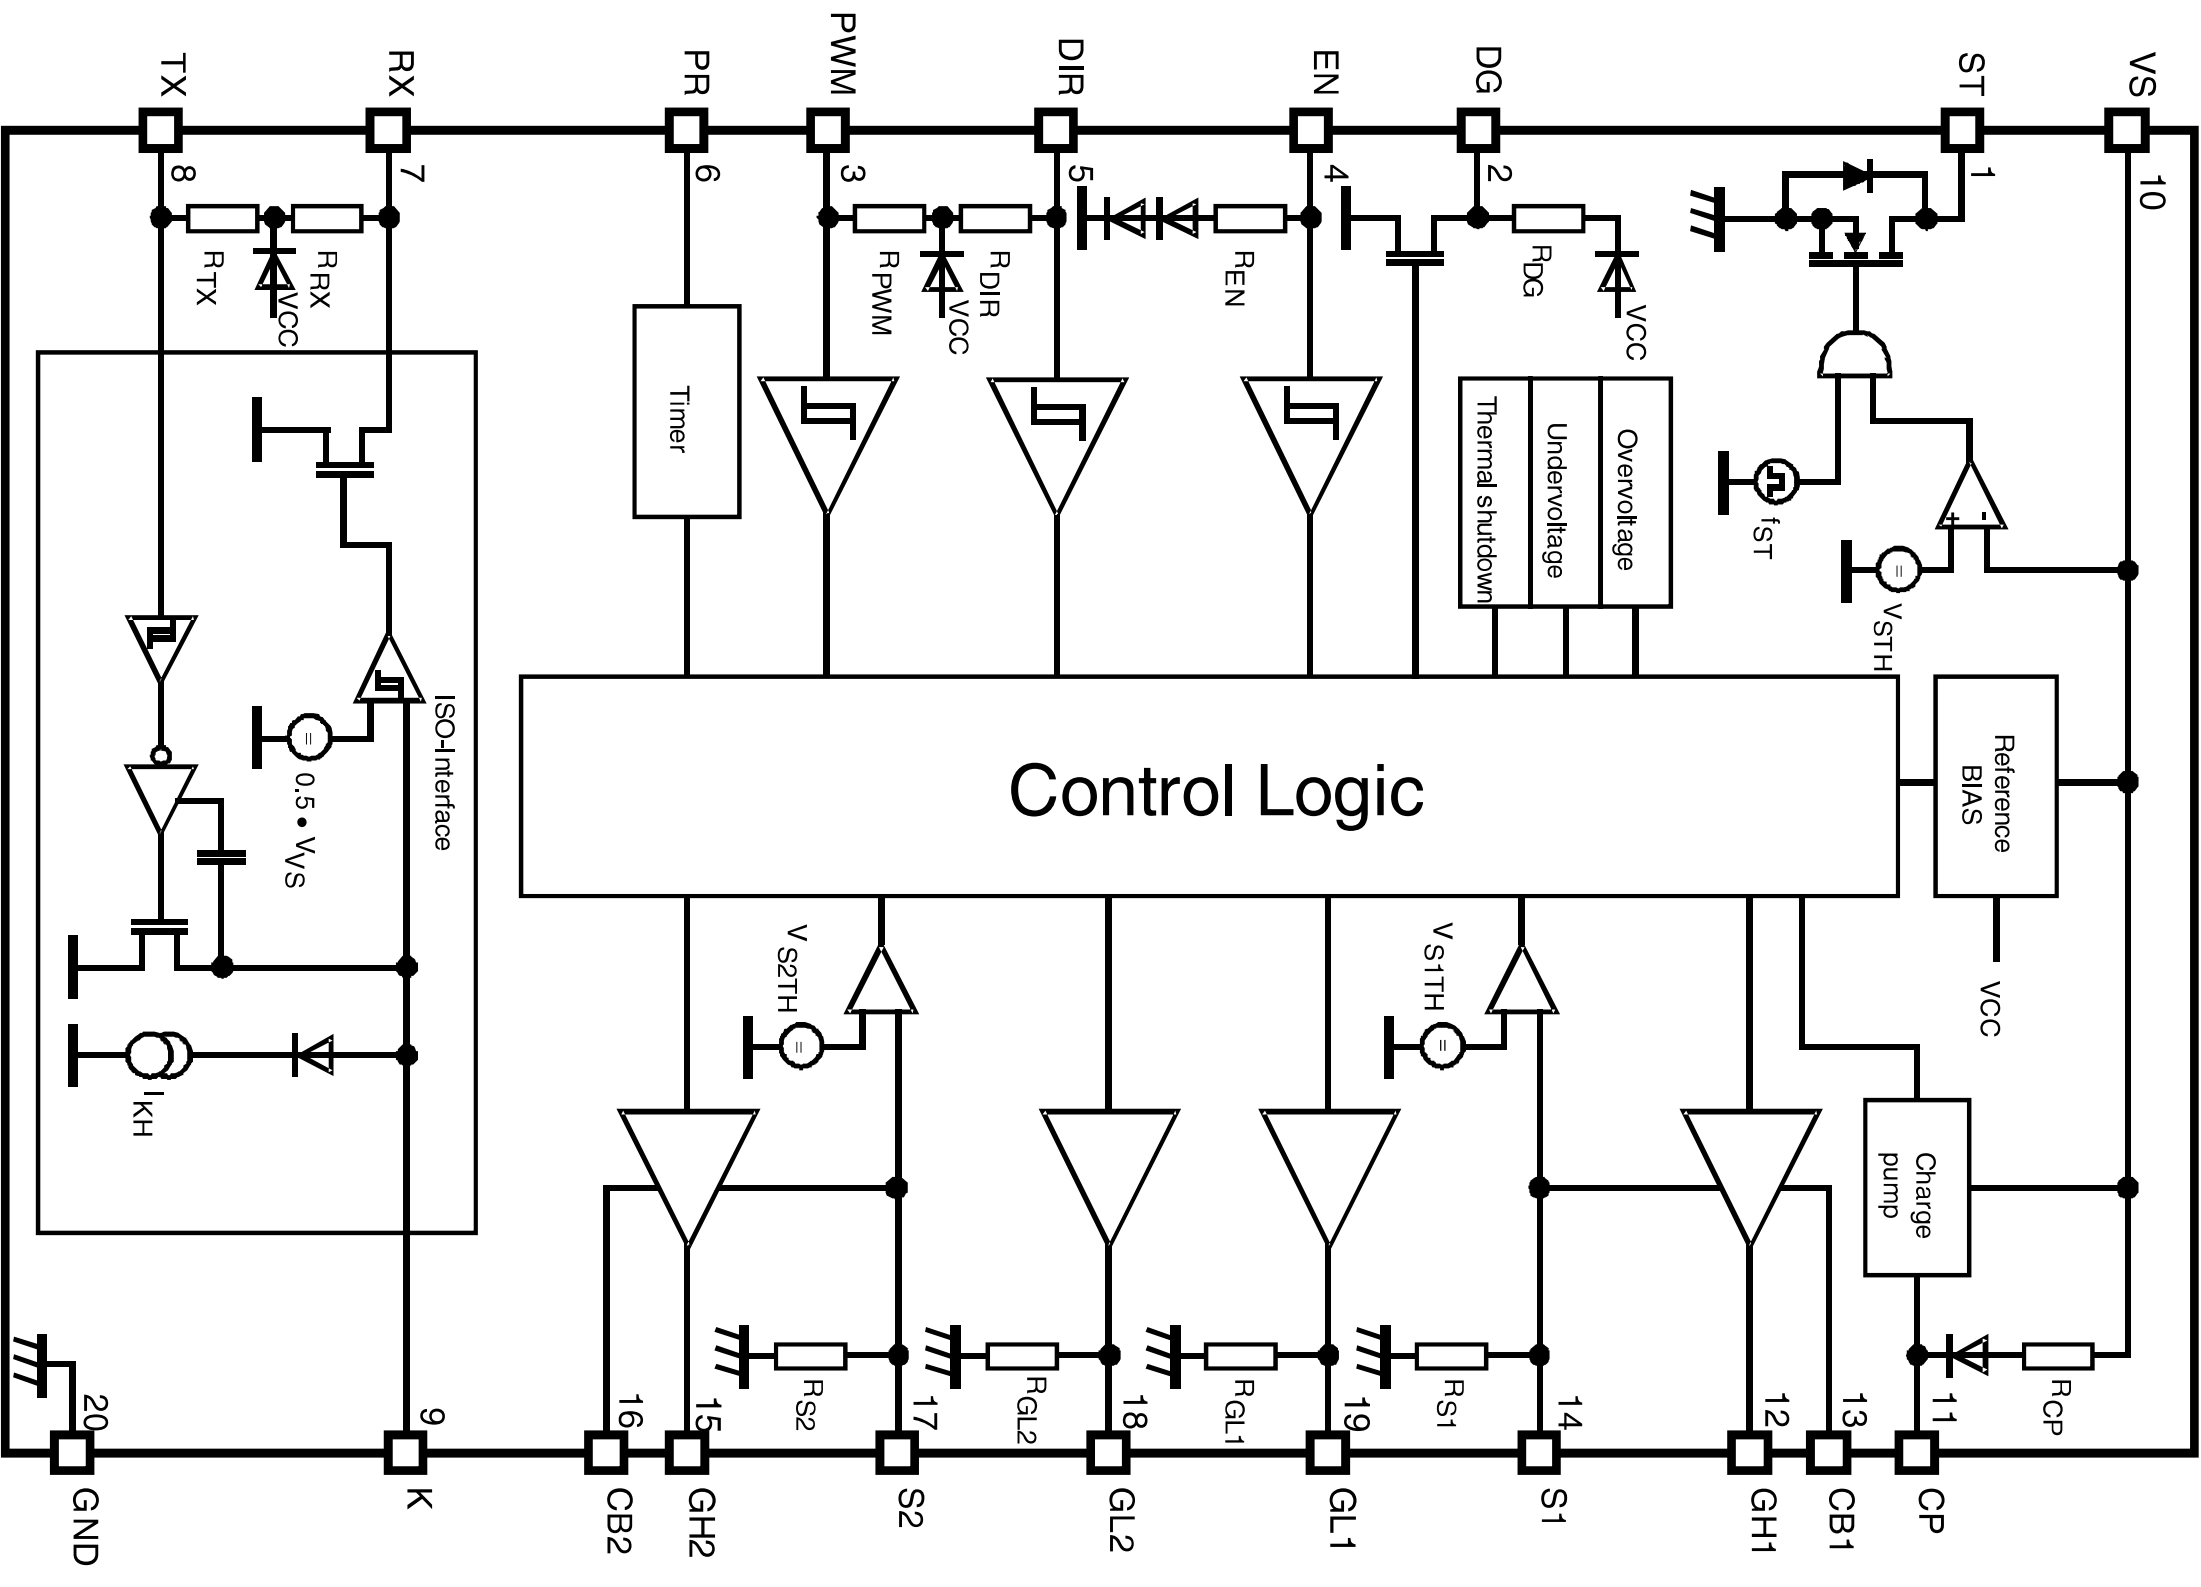 TX
RX
PR
PWM
DIR
EN
DG
ST
VS
8
7
6
3
5
4
2
1
10
RTX
RRX
VCC
RPWM
RDIR
VCC
REN
RDG
VCC
Timer
Thermal shutdown
Undervoltage
Overvoltage
fST
+
-
=
VSTH
ISO-Interface
=
0.5 • VVS
Control Logic
Reference
BIAS
VCC
IKH
VS2TH
=
VS1TH
=
Charge
pump
RS2
RGL2
RGL1
RS1
RCP
20
9
16
15
17
18
19
14
12
13
11
GND
K
CB2
GH2
S2
GL2
GL1
S1
GH1
CB1
CP